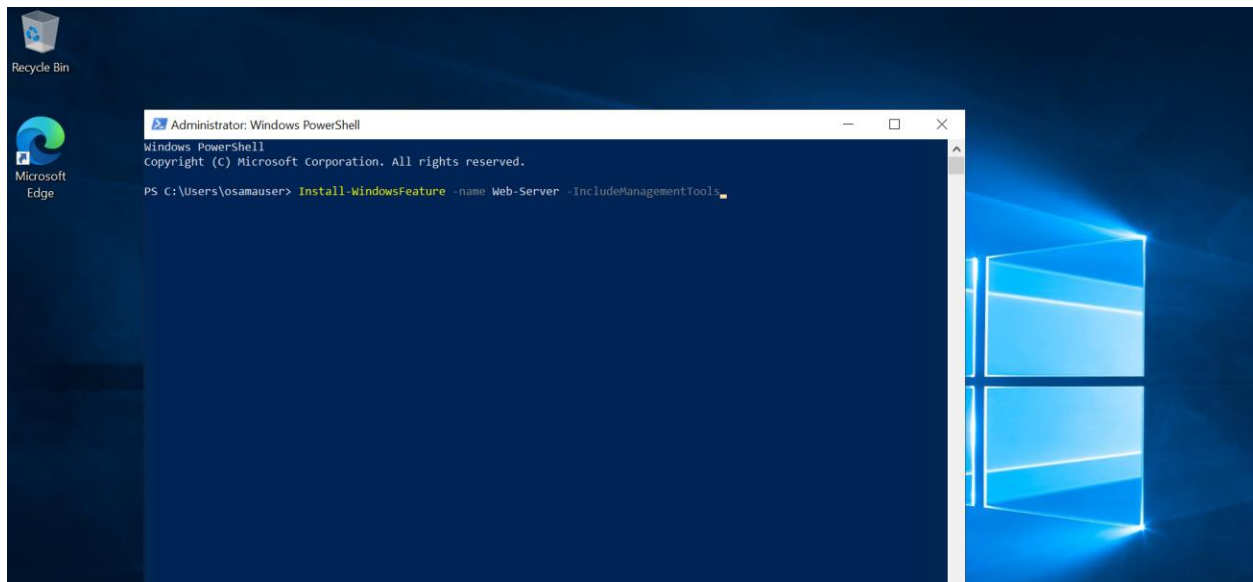 Recycle Bin
Microsoft
Edge
Administrator: Windows PowerShell
Windows PowerShell
Copyright (C) Microsoft Corporation. All rights reserved.
PS C:\Users\osamauser> Install-WindowsFeature -name Web-Server -IncludeManagementTools